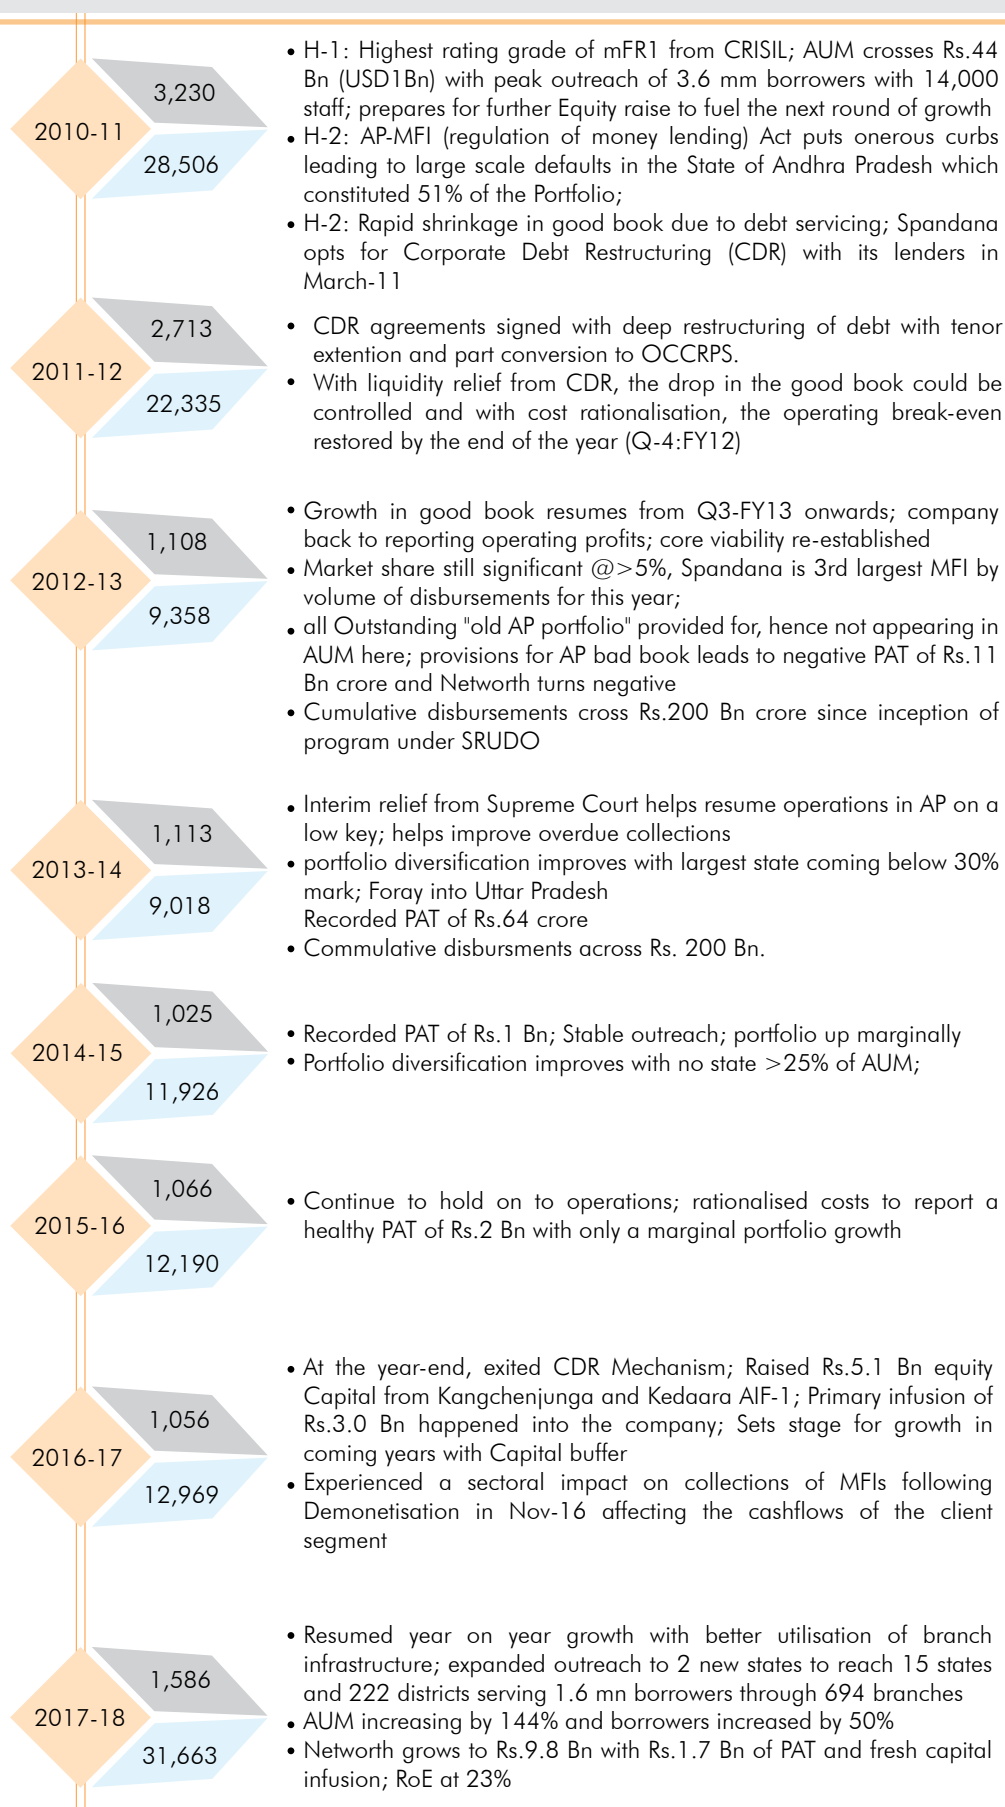 2010-11
3,230
28,506
• H-1: Highest rating grade of mFR1 from CRISIL; AUM crosses Rs.44
Bn (USD1Bn) with peak outreach of 3.6 mm borrowers with 14,000
staff; prepares for further Equity raise to fuel the next round of growth
• H-2: AP-MFI (regulation of money lending) Act puts onerous curbs
leading to large scale defaults in the State of Andhra Pradesh which
constituted 51% of the Portfolio;
• H-2: Rapid shrinkage in good book due to debt servicing; Spandana
opts for Corporate Debt Restructuring (CDR) with its lenders in
March-11
2011-12
2,713
22,335
• CDR agreements signed with deep restructuring of debt with tenor
extention and part conversion to OCCRPS.
• With liquidity relief from CDR, the drop in the good book could be
controlled and with cost rationalisation, the operating break-even
restored by the end of the year (Q-4:FY12)
2012-13
1,108
9,358
• Growth in good book resumes from Q3-FY13 onwards; company
back to reporting operating profits; core viability re-established
• Market share still significant @>5%, Spandana is 3rd largest MFI by
volume of disbursements for this year;
• all Outstanding "old AP portfolio" provided for, hence not appearing in
AUM here; provisions for AP bad book leads to negative PAT of Rs.11
Bn crore and Networth turns negative
• Cumulative disbursements cross Rs.200 Bn crore since inception of
program under SRUDO
2013-14
1,113
9,018
• Interim relief from Supreme Court helps resume operations in AP on a
low key; helps improve overdue collections
• portfolio diversification improves with largest state coming below 30%
mark; Foray into Uttar Pradesh
Recorded PAT of Rs.64 crore
• Commulative disbursments across Rs. 200 Bn.
2014-15
1,025
11,926
• Recorded PAT of Rs.1 Bn; Stable outreach; portfolio up marginally
• Portfolio diversification improves with no state >25% of AUM;
2015-16
1,066
12,190
• Continue to hold on to operations; rationalised costs to report a
healthy PAT of Rs.2 Bn with only a marginal portfolio growth
2016-17
1,056
12,969
• At the year-end, exited CDR Mechanism; Raised Rs.5.1 Bn equity
Capital from Kangchenjunga and Kedaara AIF-1; Primary infusion of
Rs.3.0 Bn happened into the company; Sets stage for growth in
coming years with Capital buffer
• Experienced a sectoral impact on collections of MFIs following
Demonetisation in Nov-16 affecting the cashflows of the client
segment
2017-18
1,586
31,663
• Resumed year on year growth with better utilisation of branch
infrastructure; expanded outreach to 2 new states to reach 15 states
and 222 districts serving 1.6 mn borrowers through 694 branches
• AUM increasing by 144% and borrowers increased by 50%
• Networth grows to Rs.9.8 Bn with Rs.1.7 Bn of PAT and fresh capital
infusion; RoE at 23%